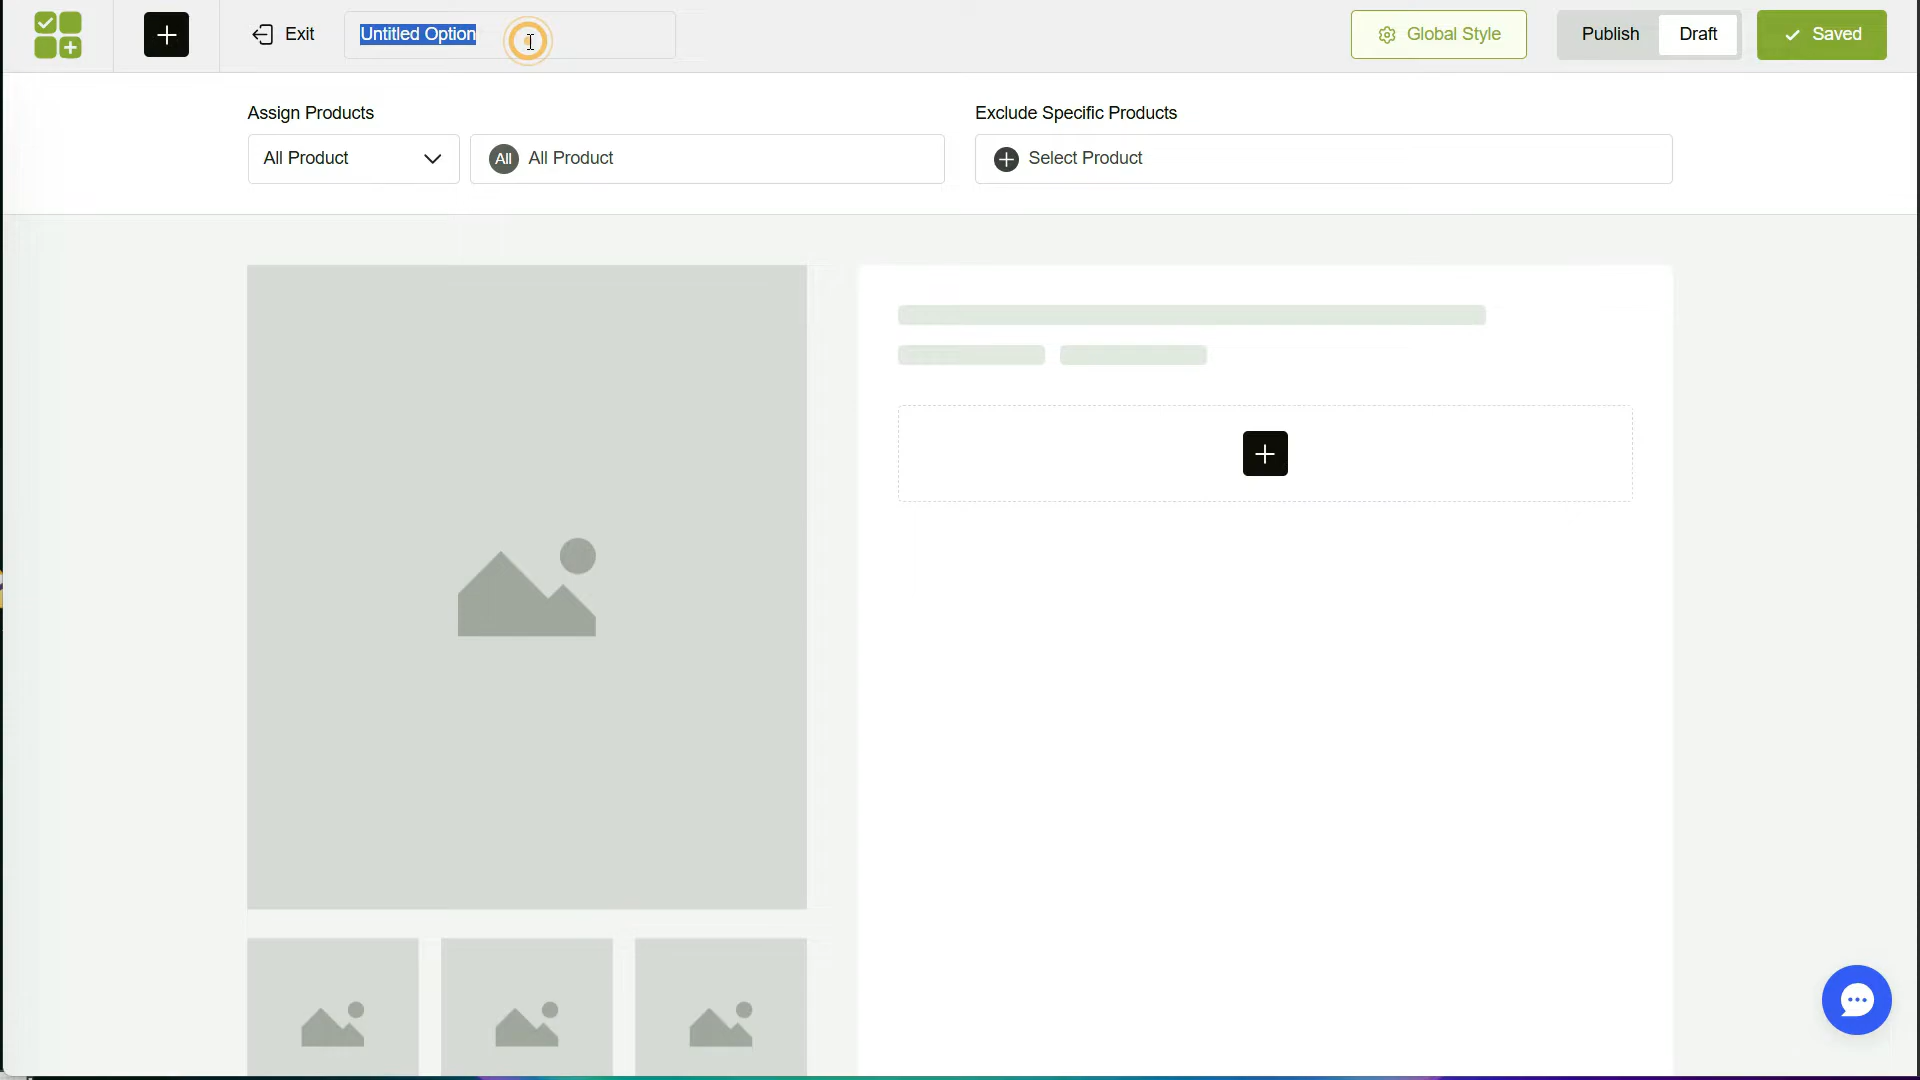 Exit
Untitled Option
Global Style
Publish
Draft
Saved
Assign Products
Exclude Specific Products
All Product
All
All Product
Select Product